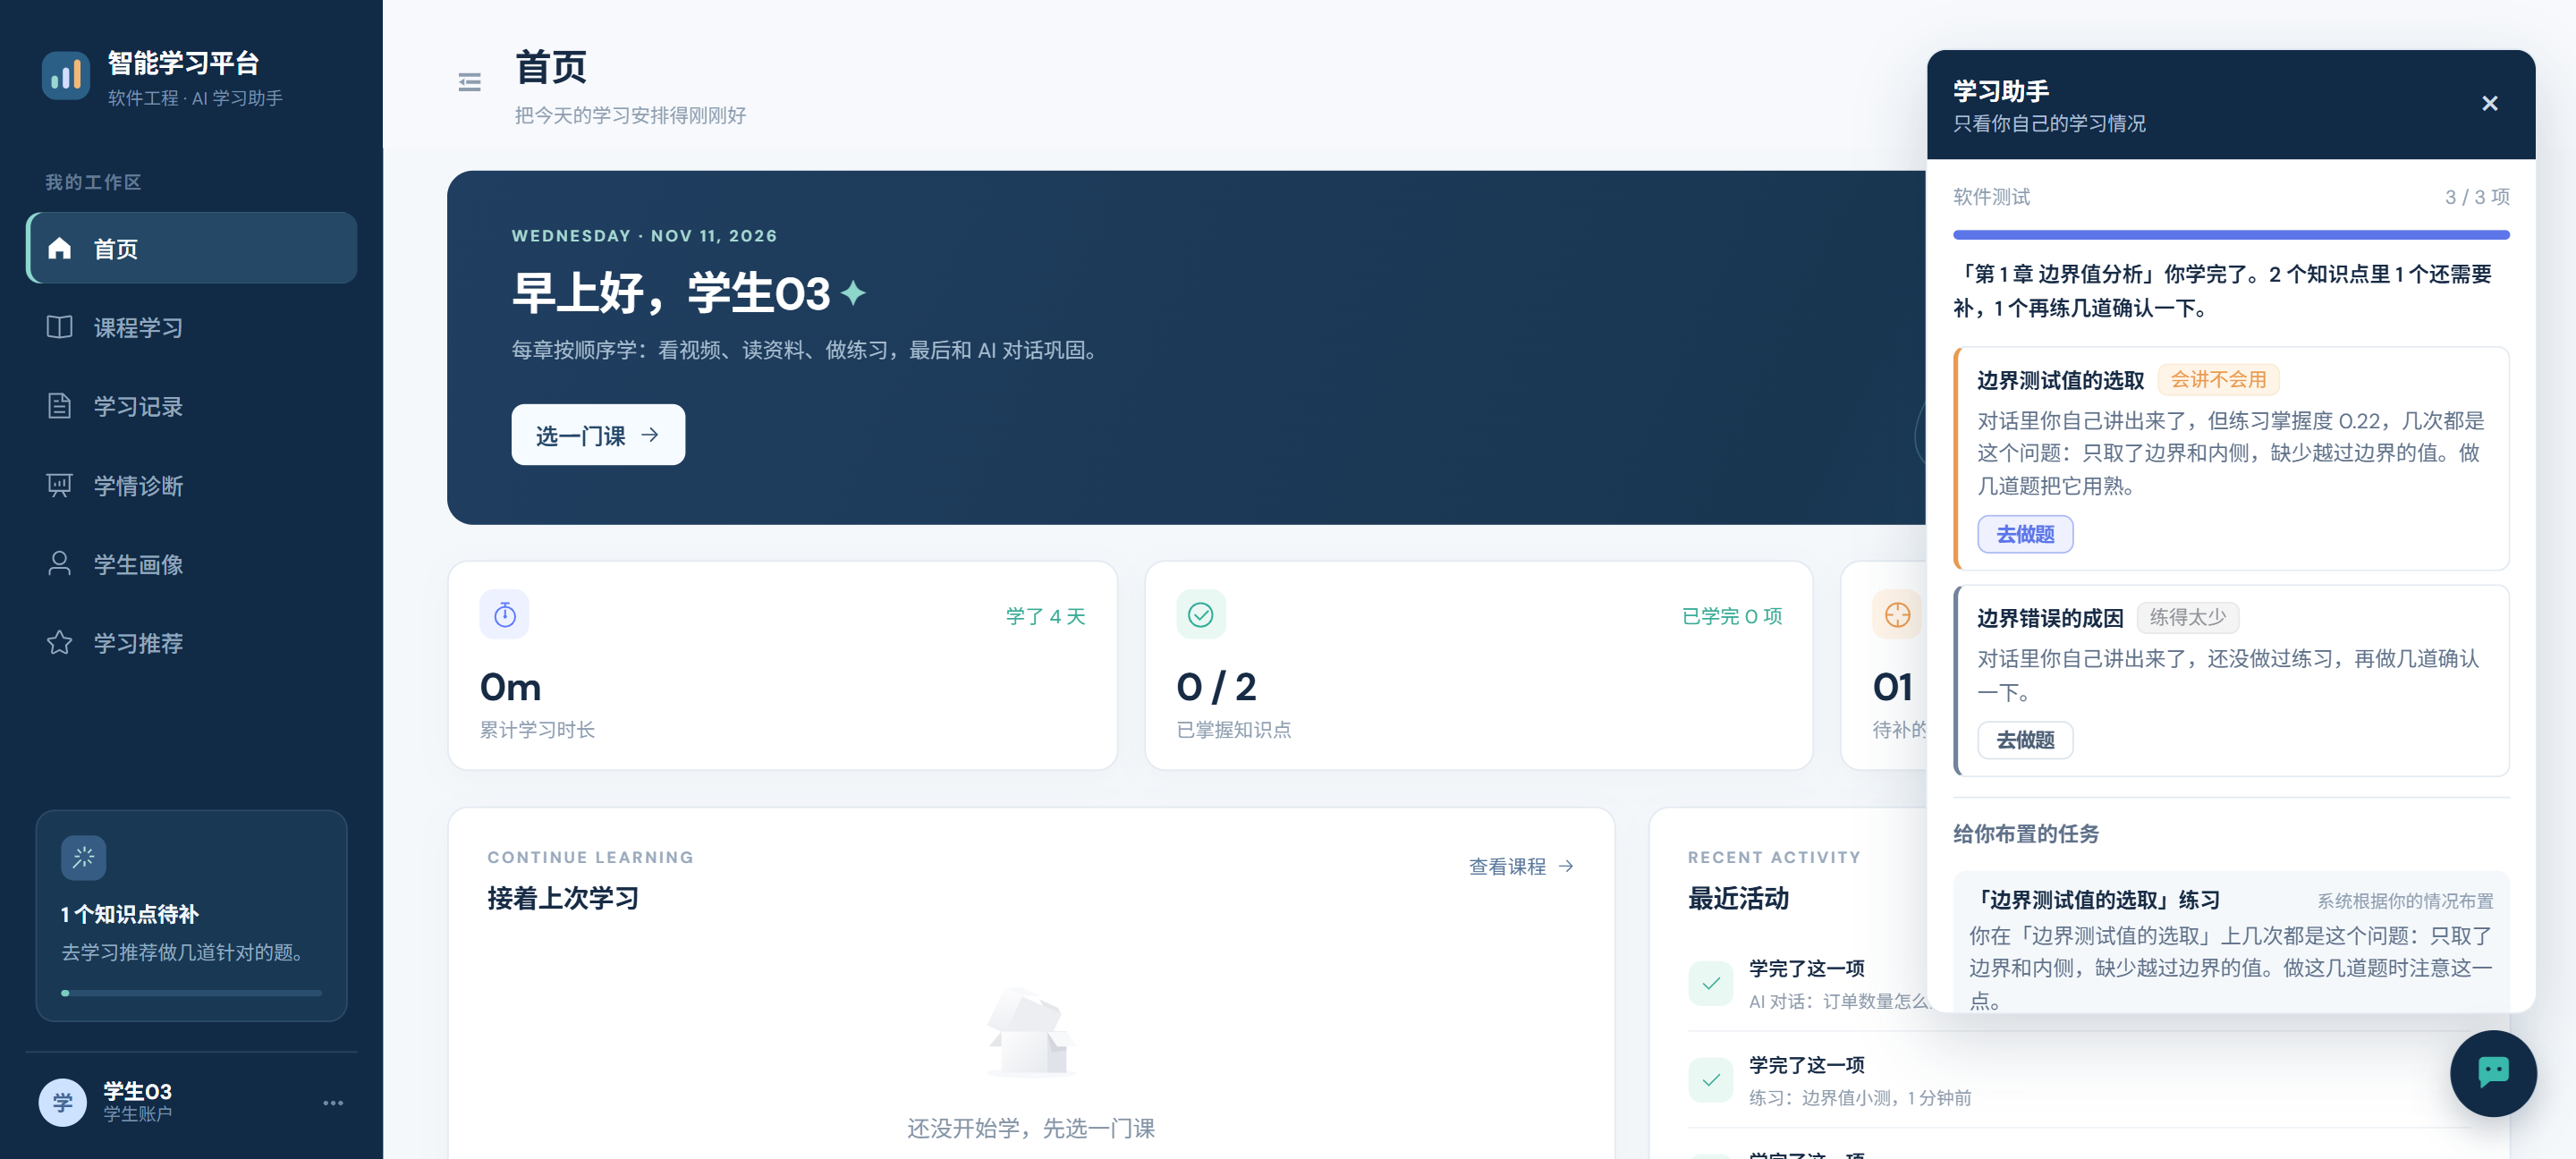 智能学习平台
软件工程 · AI 学习助手
我的工作区
首页
课程学习
学习记录
学情诊断
学生画像
学习推荐
1 个知识点待补
去学习推荐做几道针对的题。
学
学生03
学生账户
首页
把今天的学习安排得刚刚好
WEDNESDAY · NOV 11, 2026
早上好，学生03
每章按顺序学：看视频、读资料、做练习，最后和 AI 对话巩固。
选一门课
学了 4 天
0m
累计学习时长
已学完 0 项
0 / 2
已掌握知识点
01
待补的
CONTINUE LEARNING
接着上次学习
查看课程
还没开始学，先选一门课
RECENT ACTIVITY
最近活动
学完了这一项
AI 对话：订单数量怎么
学完了这一项
练习：边界值小测，1 分钟前
学习助手
只看你自己的学习情况
软件测试
3 / 3 项
「第 1 章 边界值分析」你学完了。2 个知识点里 1 个还需要
补，1 个再练几道确认一下。
边界测试值的选取
会讲不会用
对话里你自己讲出来了，但练习掌握度 0.22，几次都是
这个问题：只取了边界和内侧，缺少越过边界的值。做
几道题把它用熟。
去做题
边界错误的成因
练得太少
对话里你自己讲出来了，还没做过练习，再做几道确认
一下。
去做题
给你布置的任务
「边界测试值的选取」练习
系统根据你的情况布置
你在「边界测试值的选取」上几次都是这个问题：只取了
边界和内侧，缺少越过边界的值。做这几道题时注意这一
点。